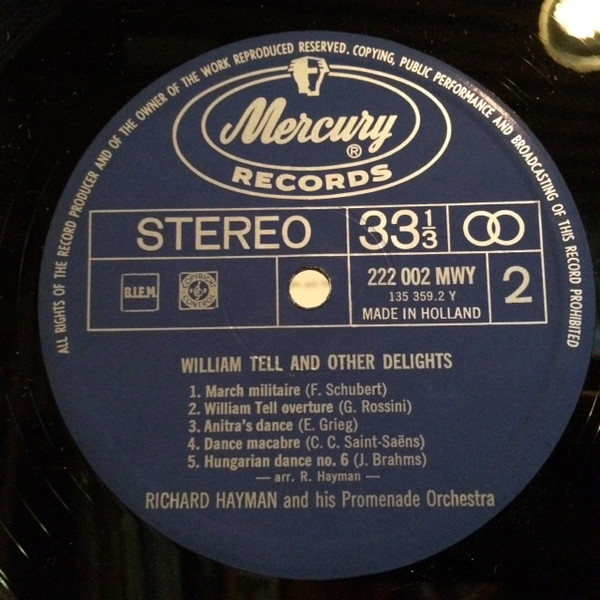 ALL RIGHTS OF THE RECORD PRODUCER AND OF THE OWNER OF THE WORK REPRODUCED RESERVED. COPYING, PUBLIC PERFORMANCE AND BROADCASTING OF THIS RECORD PROHIBITED
Mercury ®
RECORDS
STEREO 33 1/3
B.I.E.M. 222 002 MWY 2
135 359.2 Y
MADE IN HOLLAND
WILLIAM TELL AND OTHER DELIGHTS
1. March militaire (F. Schubert)
2. William Tell overture (G. Rossini)
3. Anitra's dance (E. Grieg)
4. Dance macabre (C. C. Saint-Saëns)
5. Hungarian dance no. 6 (J. Brahms)
— arr. R. Hayman —
RICHARD HAYMAN and his Promenade Orchestra